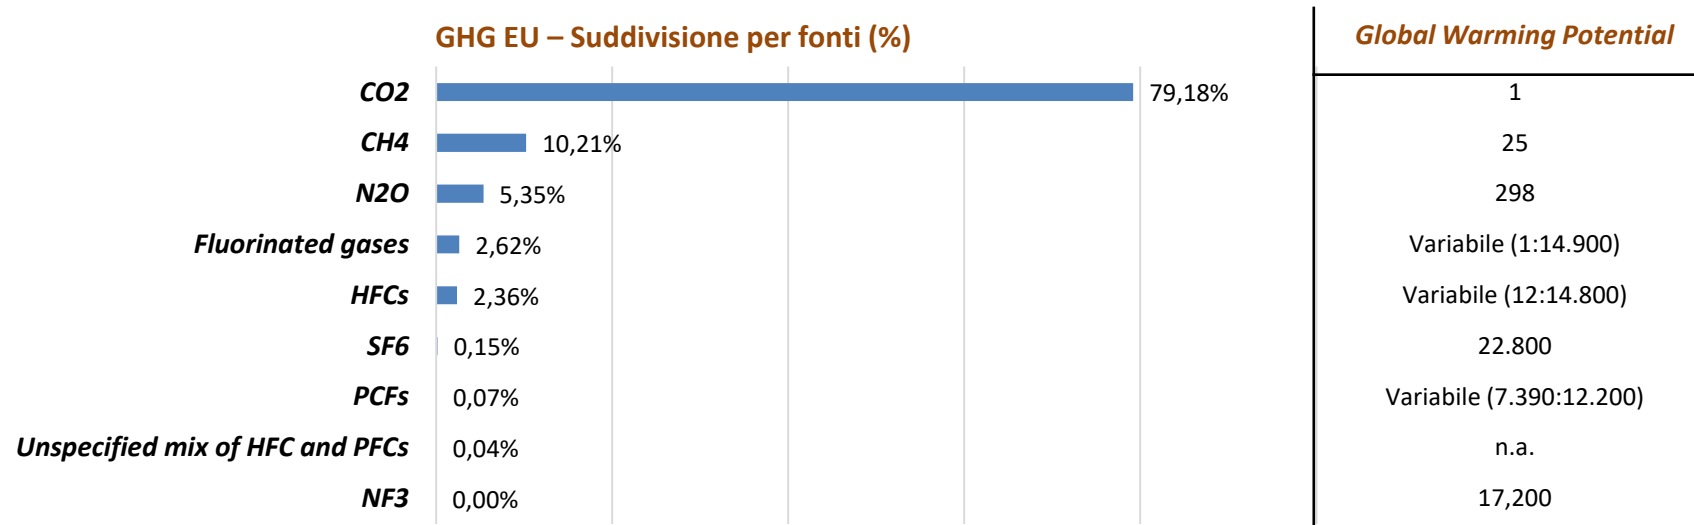 GHG EU – Suddivisione per fonti (%) Global Warming Potential
CO2 79,18% 1
CH4 10,21% 25
N2O 5,35% 298
Fluorinated gases 2,62% Variabile (1:14.900)
HFCs 2,36% Variabile (12:14.800)
SF6 0,15% 22.800
PCFs 0,07% Variabile (7.390:12.200)
Unspecified mix of HFC and PFCs 0,04% n.a.
NF3 0,00% 17,200